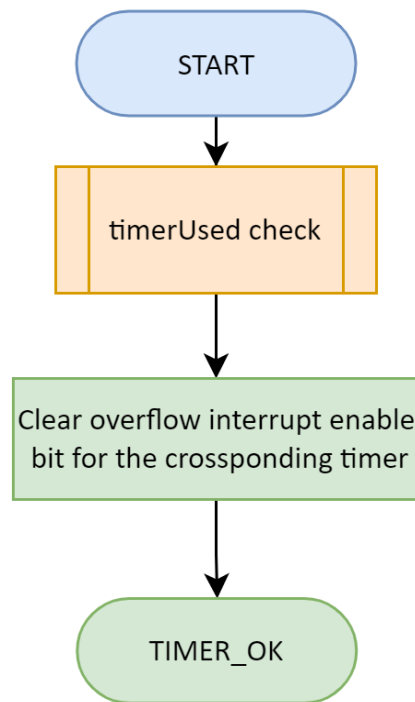 START
timerUsed check
Clear overflow interrupt enable
bit for the crossponding timer
TIMER_OK